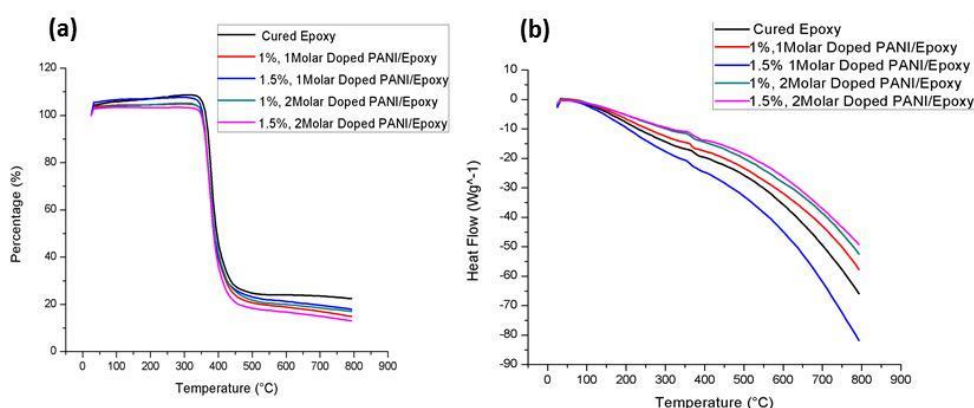 (a)
Cured Epoxy
1%, 1Molar Doped PANI/Epoxy
1.5%, 1Molar Doped PANI/Epoxy
1%, 2Molar Doped PANI/Epoxy
1.5%, 2Molar Doped PANI/Epoxy
120
100
80
60
40
20
0
Percentage (%)
-100 0 100 200 300 400 500 600 700 800 900
Temperature (°C)
(b)
Cured Epoxy
1%,1Molar Doped PANI/Epoxy
1.5% 1Molar Doped PANI/Epoxy
1%, 2Molar Doped PANI/Epoxy
1.5%, 2Molar Doped PANI/Epoxy
10
0
-10
-20
-30
-40
-50
-60
-70
-80
-90
Heat Flow (Wg^-1)
-100 0 100 200 300 400 500 600 700 800 900
Temperature (°C)